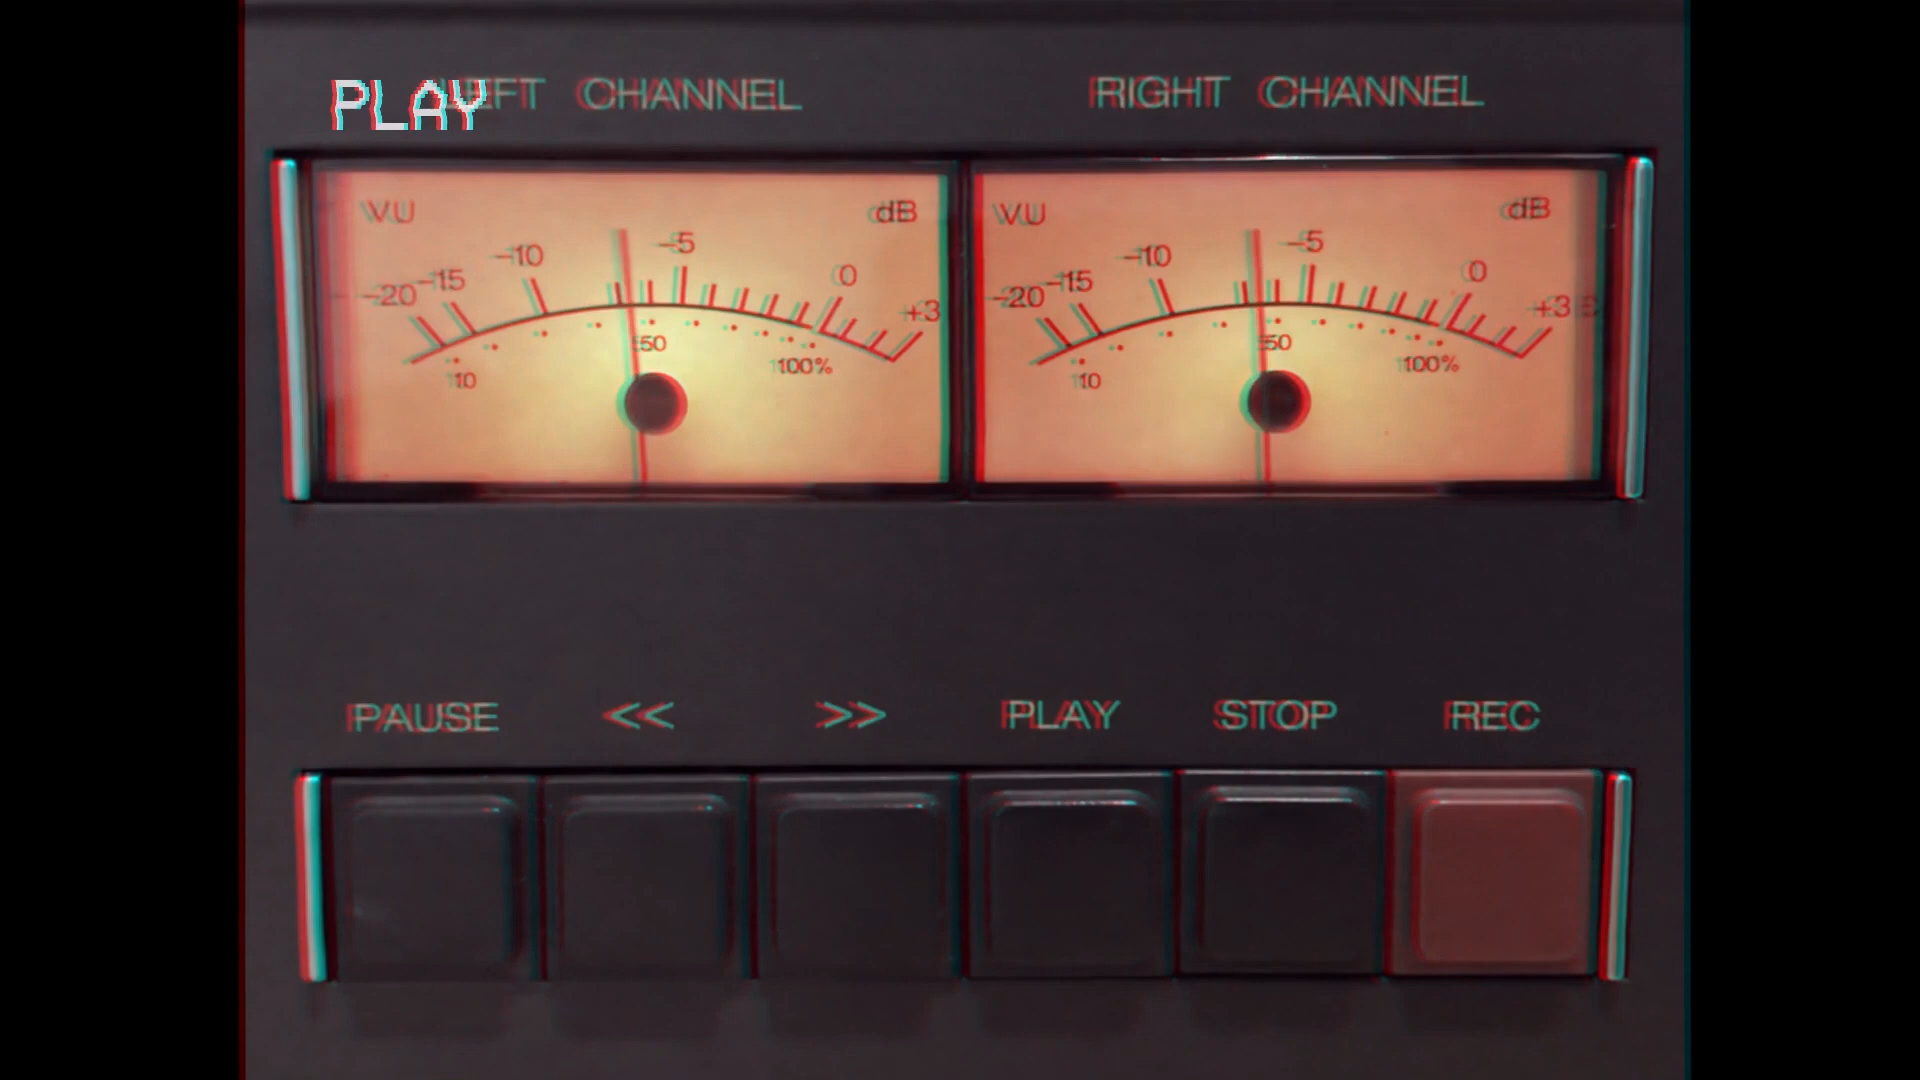 PLAY
LEFT CHANNEL RIGHT CHANNEL
VU dB VU dB
-20 -15 -10 -5 0 +3 -20 -15 -10 -5 0 +3
10 50 100% 10 50 100%
PAUSE << >> PLAY STOP REC